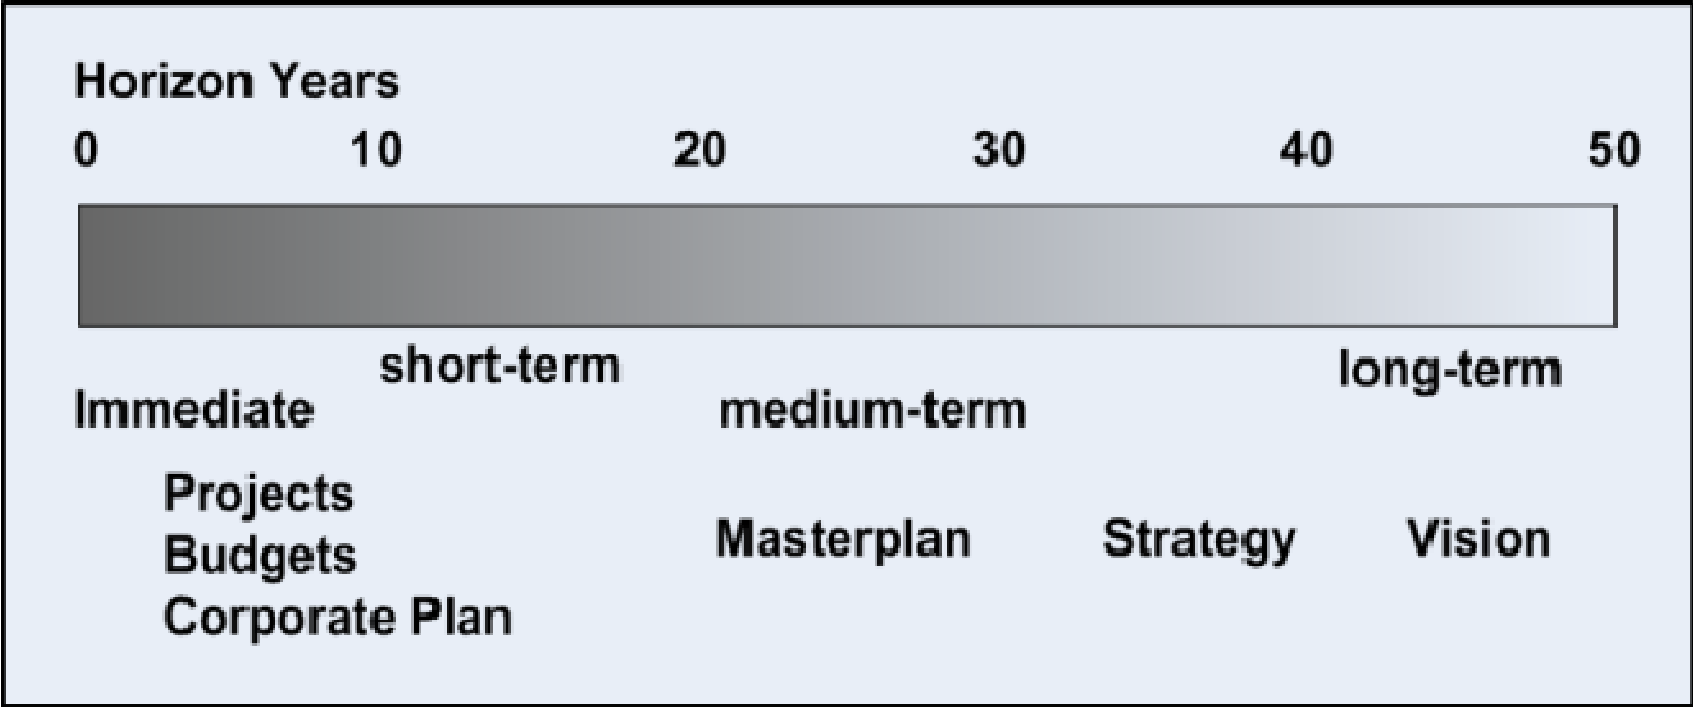 Horizon Years
0 10 20 30 40 50
short-term long-term
Immediate medium-term
Projects
Masterplan Strategy Vision
Budgets
Corporate Plan